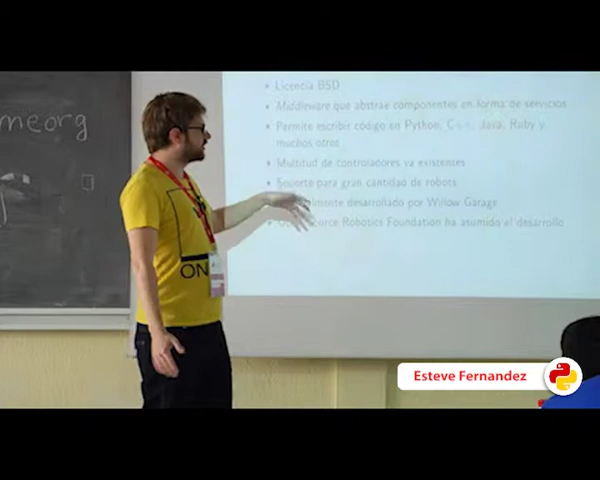 meorg
• Licencia BSD
• Middleware que abstrae componentes en forma de servicios
• Permite escribir código en Python, C++, Java, Ruby y
muchos otros
• Multitud de controladores ya existentes
• Soporte para gran cantidad de robots
desarrollado por Willow Garage
Source Robotics Foundation ha asumido el desarrollo
ON
Esteve Fernandez